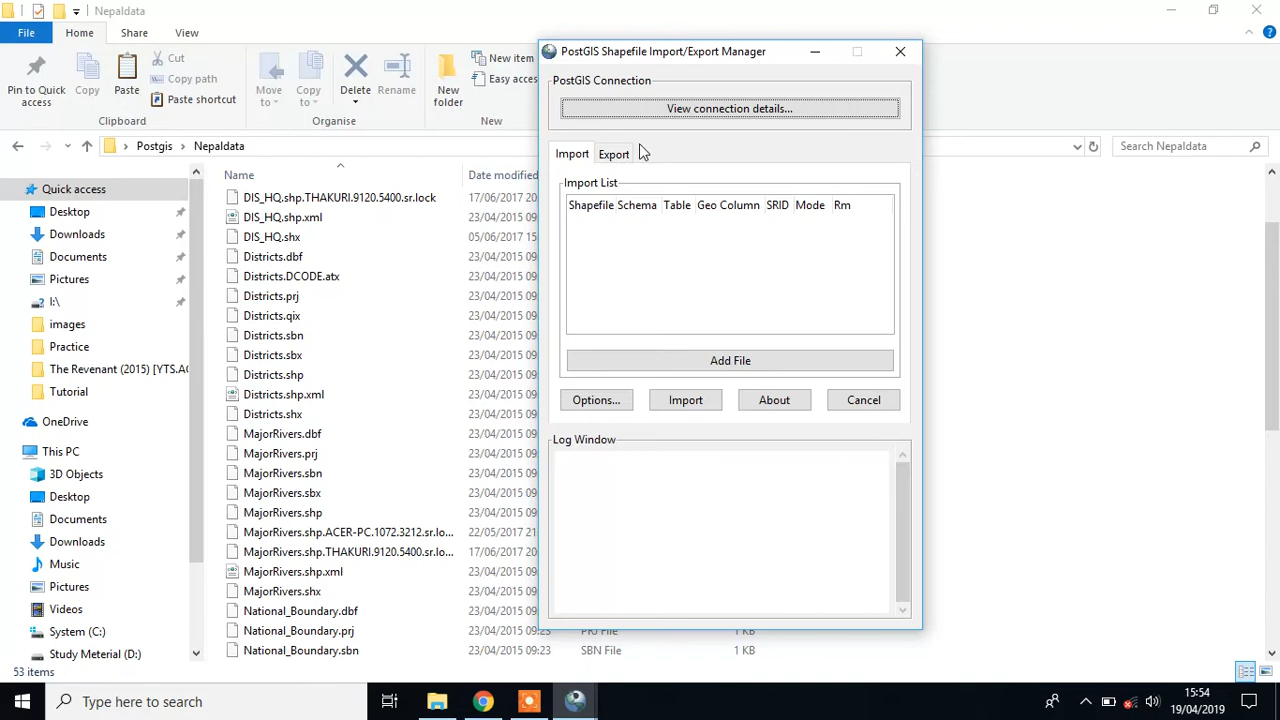 Nepaldata
File Home Share View
Pin to Quick access
Copy
Paste
Cut
Copy path
Paste shortcut
Clipboard
Move to
Copy to
Delete
Rename
Organise
New folder
New item
Easy acces
New
Postgis > Nepaldata
Search Nepaldata
Quick access
Desktop
Downloads
Documents
Pictures
I:\
images
Practice
The Revenant (2015) [YTS.AC
Tutorial
OneDrive
This PC
3D Objects
Desktop
Documents
Downloads
Music
Pictures
Videos
System (C:)
Study Meterial (D:)
53 items
Name Date modified
DIS_HQ.shp.THAKURI.9120.5400.sr.lock 17/06/2017 20
DIS_HQ.shp.xml 23/04/2015 09
DIS_HQ.shx 05/06/2017 15
Districts.dbf 23/04/2015 09
Districts.DCODE.atx 23/04/2015 09
Districts.prj 23/04/2015 09
Districts.qix 23/04/2015 09
Districts.sbn 23/04/2015 09
Districts.sbx 23/04/2015 09
Districts.shp 23/04/2015 09
Districts.shp.xml 23/04/2015 09
Districts.shx 23/04/2015 09
MajorRivers.dbf 23/04/2015 09
MajorRivers.prj 23/04/2015 09
MajorRivers.sbn 23/04/2015 09
MajorRivers.sbx 23/04/2015 09
MajorRivers.shp 23/04/2015 09
MajorRivers.shp.ACER-PC.1072.3212.sr.lo... 22/05/2017 21
MajorRivers.shp.THAKURI.9120.5400.sr.lo... 17/06/2017 20
MajorRivers.shp.xml 23/04/2015 09
MajorRivers.shx 23/04/2015 09
National_Boundary.dbf 23/04/2015 09
National_Boundary.prj 23/04/2015 09:23 PRJ File 1 KB
National_Boundary.sbn 23/04/2015 09:23 SBN File 1 KB
PostGIS Shapefile Import/Export Manager
PostGIS Connection
View connection details...
Import Export
Import List
Shapefile Schema Table Geo Column SRID Mode Rm
Add File
Options... Import About Cancel
Log Window
Type here to search
15:54
19/04/2019